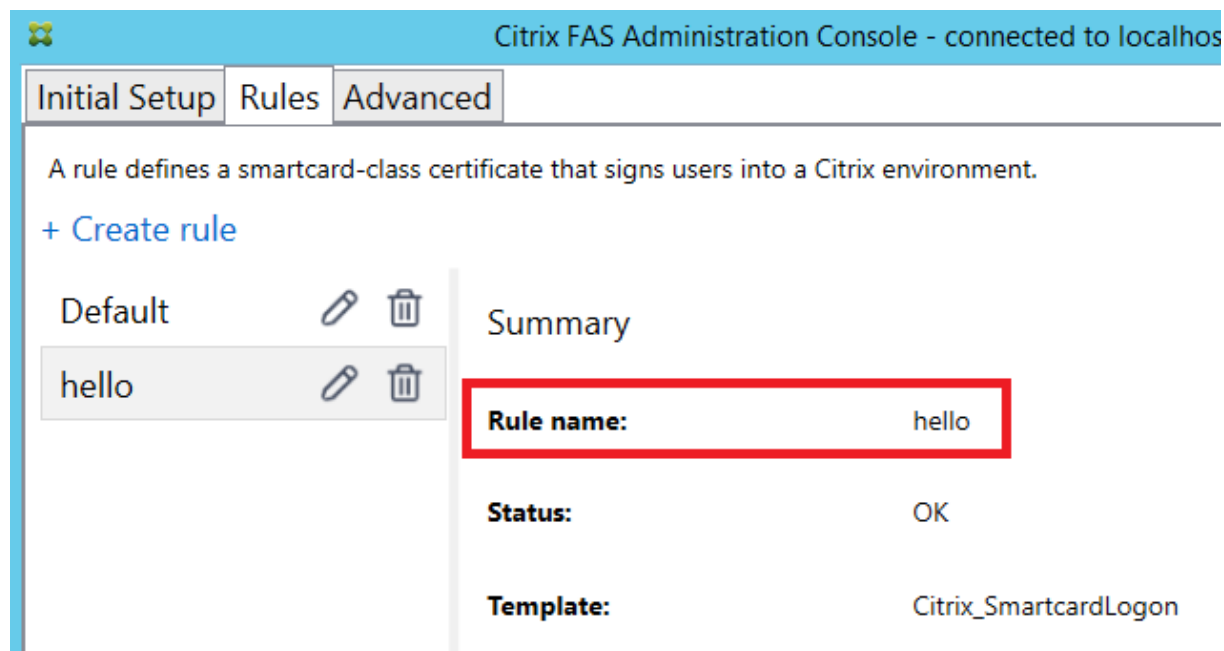 Citrix FAS Administration Console - connected to localhos
Initial Setup Rules Advanced
A rule defines a smartcard-class certificate that signs users into a Citrix environment.
+ Create rule
Default
hello
Summary
Rule name: hello
Status: OK
Template: Citrix_SmartcardLogon